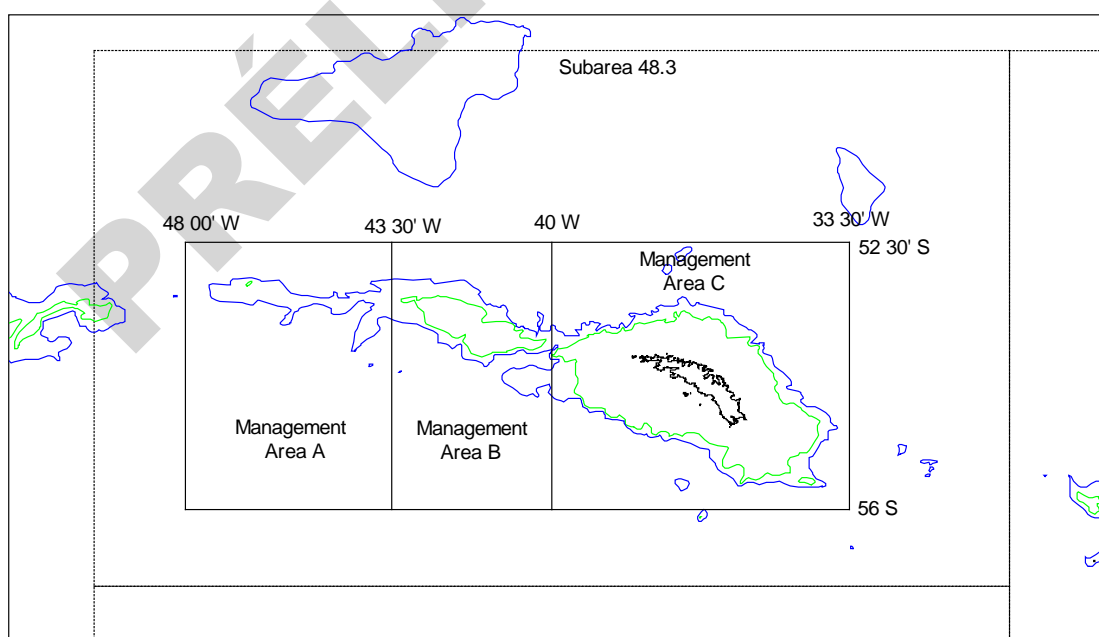 PRÉL
Subarea 48.3
48 00' W
43 30' W
40 W
33 30' W
52 30' S
Management
Area C
Management
Area A
Management
Area B
56 S